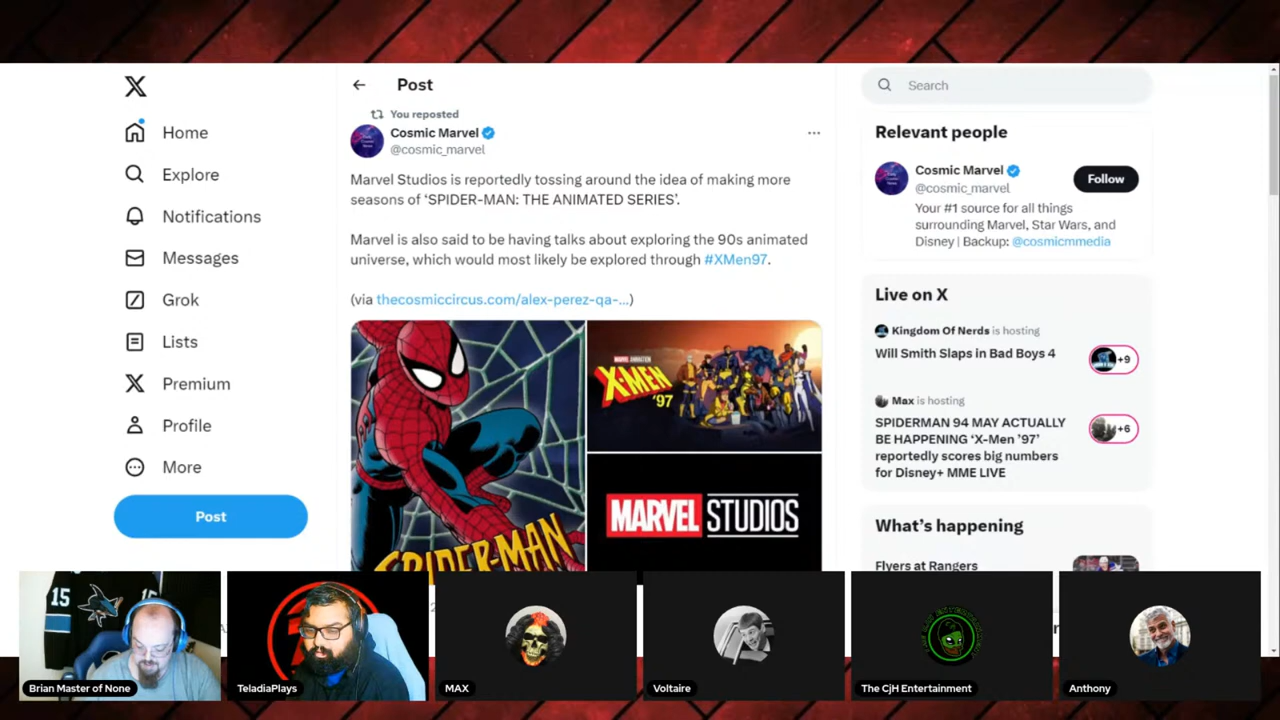 Home
Explore
Notifications
Messages
Grok
Lists
Premium
Profile
More
Post
Post
You reposted
Cosmic Marvel
@cosmic_marvel
Marvel Studios is reportedly tossing around the idea of making more
seasons of ‘SPIDER-MAN: THE ANIMATED SERIES’.
Marvel is also said to be having talks about exploring the 90s animated
universe, which would most likely be explored through #XMen97.
(via thecosmiccircus.com/alex-perez-qa-…)
SPIDER-MAN
MARVEL ANIMATION
X-MEN
'97
MARVEL STUDIOS
Search
Relevant people
Cosmic Marvel
@cosmic_marvel
Follow
Your #1 source for all things
surrounding Marvel, Star Wars, and
Disney | Backup: @cosmicmmedia
Live on X
Kingdom Of Nerds is hosting
Will Smith Slaps in Bad Boys 4
+9
Max is hosting
SPIDERMAN 94 MAY ACTUALLY
BE HAPPENING ‘X-Men ’97’
reportedly scores big numbers
for Disney+ MME LIVE
+6
What’s happening
Flyers at Rangers
15
15
Brian Master of None
TeladiaPlays
MAX
Voltaire
The CjH Entertainment
Anthony